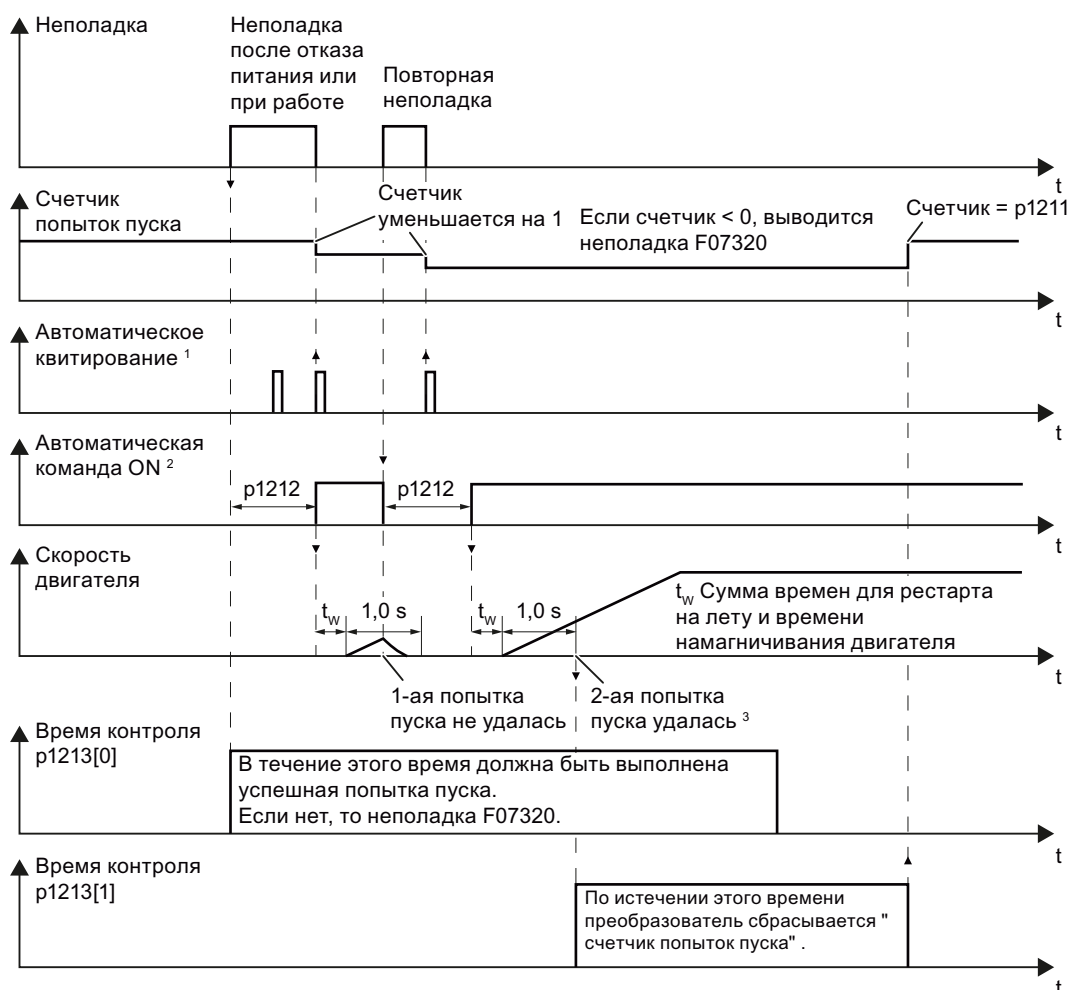 Неполадка
Неполадка
после отказа
питания или
при работе
Повторная
неполадка
t
Счетчик
попыток пуска
Счетчик
уменьшается на 1
Если счетчик < 0, выводится
неполадка F07320
Счетчик = p1211
t
Автоматическое
квитирование 1
t
Автоматическая
команда ON 2
p1212
p1212
t
Скорость
двигателя
tW
1,0 s
tW
1,0 s
tW Сумма времен для рестарта
на лету и времени
намагничивания двигателя
t
1-ая попытка
пуска не удалась
2-ая попытка
пуска удалась 3
Время контроля
p1213[0]
В течение этого время должна быть выполнена
успешная попытка пуска.
Если нет, то неполадка F07320.
t
Время контроля
p1213[1]
По истечении этого времени
преобразователь сбрасывается "
счетчик попыток пуска" .
t